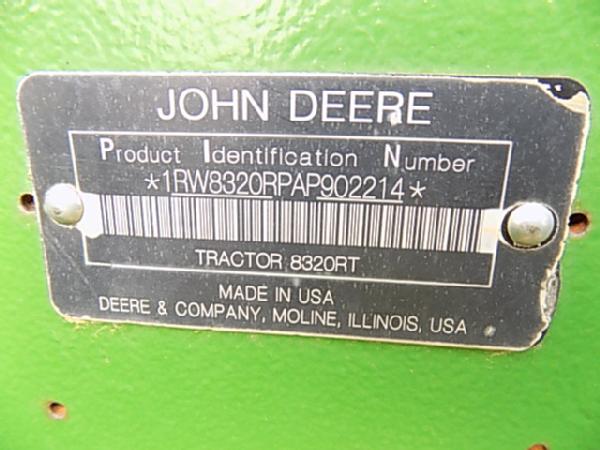 JOHN DEERE
Product Identification Number
*1RW8320RPAP902214*
TRACTOR 8320RT
MADE IN USA
DEERE & COMPANY, MOLINE, ILLINOIS, USA